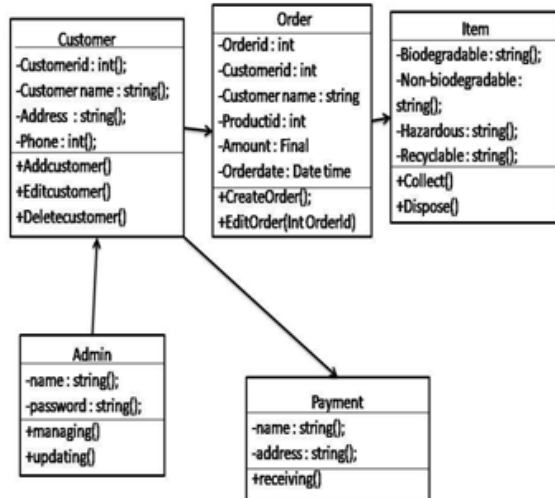 Customer
-Customerid : int();
-Customer name : string();
-Address : string();
-Phone : int();
+Addcustomer()
+Editcustomer()
+Deletecustomer()
Order
-Orderid : int
-Customerid : int
-Customer name : string
-Productid : int
-Amount : Final
-Orderdate : Date time
+CreateOrder();
+EditOrder(Int OrderId)
Item
-Biodegradable : string();
-Non-biodegradable :
string();
-Hazardous : string();
-Recyclable : string();
+Collect()
+Dispose()
Admin
-name : string();
-password : string();
+managing()
+updating()
Payment
-name : string();
-address : string();
+receiving()